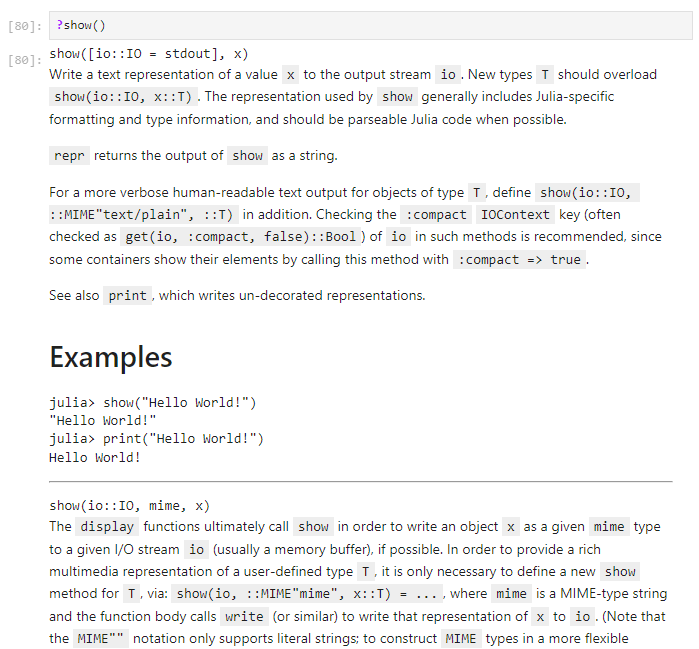 [80]: ?show()
[80]: show([io::IO = stdout], x)
Write a text representation of a value x to the output stream io . New types T should overload
show(io::IO, x::T) . The representation used by show generally includes Julia-specific
formatting and type information, and should be parseable Julia code when possible.
repr returns the output of show as a string.
For a more verbose human-readable text output for objects of type T , define show(io::IO,
::MIME"text/plain", ::T) in addition. Checking the :compact IOContext key (often
checked as get(io, :compact, false)::Bool ) of io in such methods is recommended, since
some containers show their elements by calling this method with :compact => true .
See also print , which writes un-decorated representations.
Examples
julia> show("Hello World!")
"Hello World!"
julia> print("Hello World!")
Hello World!
show(io::IO, mime, x)
The display functions ultimately call show in order to write an object x as a given mime type
to a given I/O stream io (usually a memory buffer), if possible. In order to provide a rich
multimedia representation of a user-defined type T , it is only necessary to define a new show
method for T , via: show(io, ::MIME"mime", x::T) = ... , where mime is a MIME-type string
and the function body calls write (or similar) to write that representation of x to io . (Note that
the MIME"" notation only supports literal strings; to construct MIME types in a more flexible